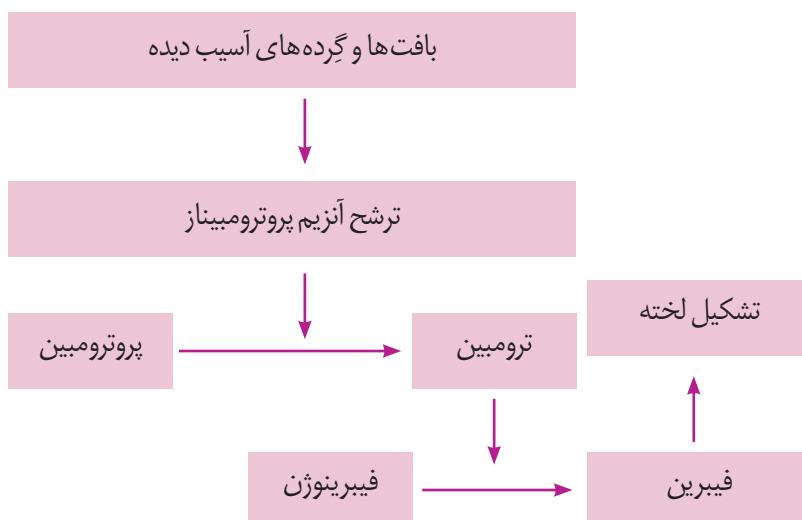 بافت‌ها و گِرده‌های آسیب دیده
ترشح آنزیم پروترومبیناز
تشکیل لخته
پروترومبین
ترومبین
فیبرینوژن
فیبرین